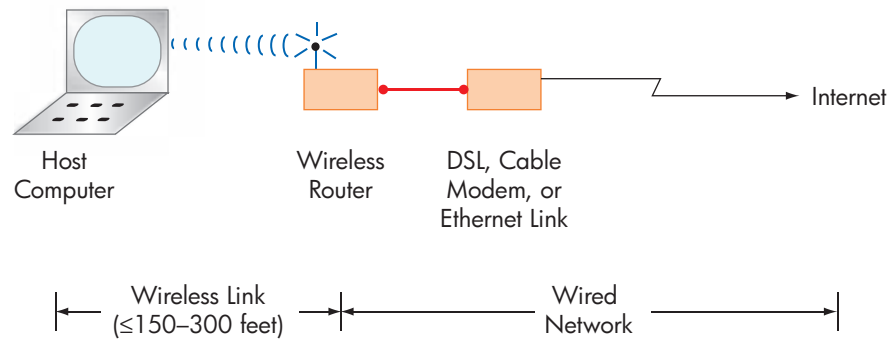 Internet
Host
Computer
Wireless
Router
DSL, Cable
Modem, or
Ethernet Link
Wireless Link
(≤150–300 feet)
Wired
Network